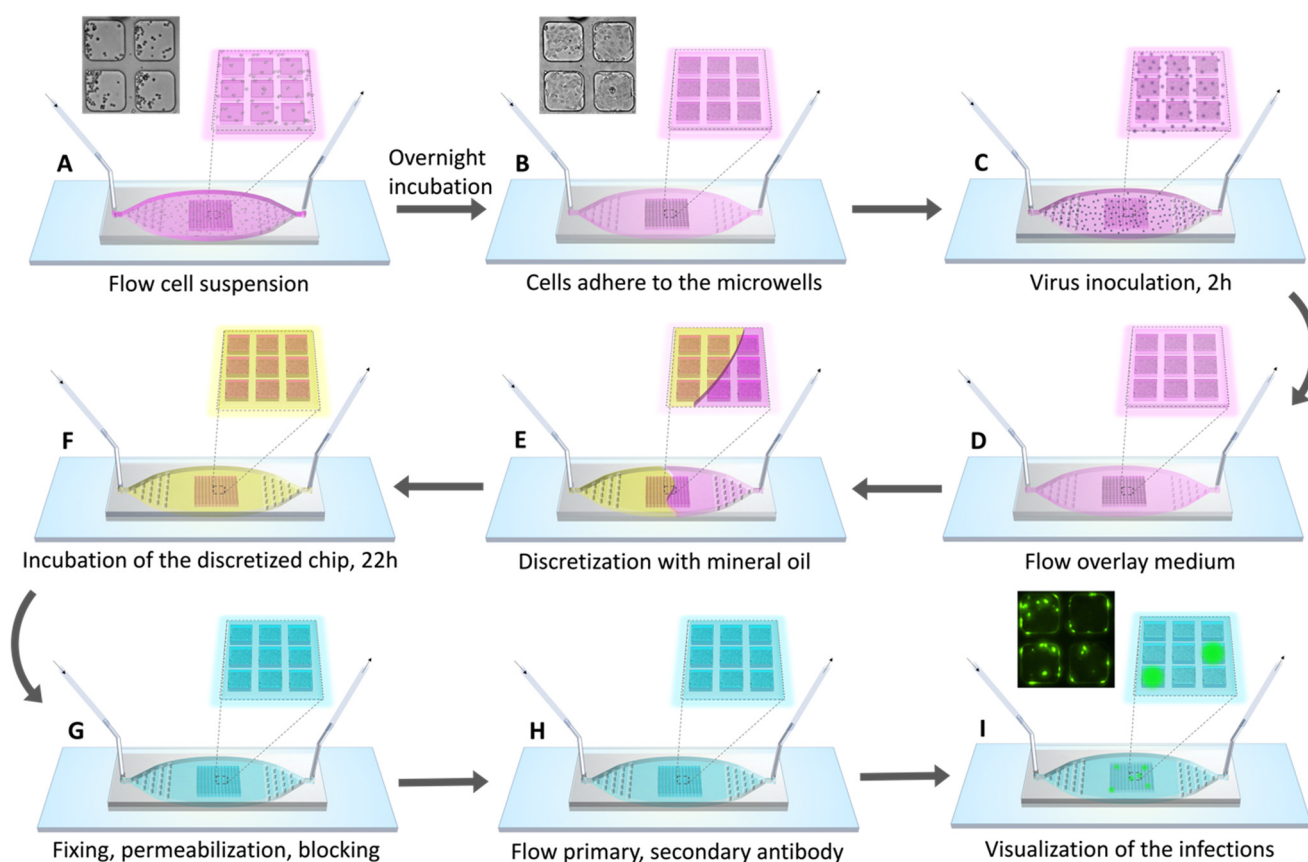 A
Flow cell suspension
Overnight
incubation
B
Cells adhere to the microwells
C
Virus inoculation, 2h
F
Incubation of the discretized chip, 22h
E
Discretization with mineral oil
D
Flow overlay medium
G
Fixing, permeabilization, blocking
H
Flow primary, secondary antibody
I
Visualization of the infections